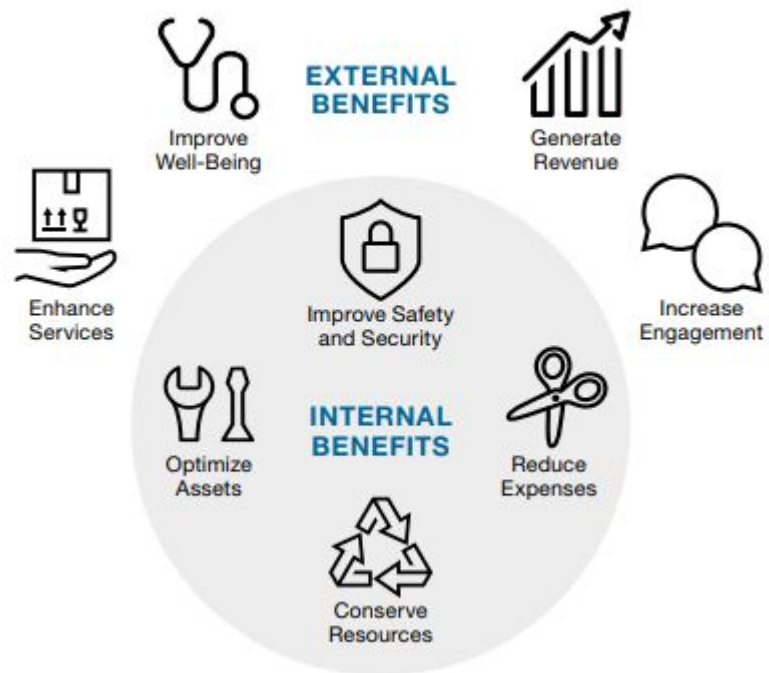 EXTERNAL
BENEFITS
Improve
Well-Being
Generate
Revenue
Enhance
Services
Improve Safety
and Security
Increase
Engagement
INTERNAL
BENEFITS
Optimize
Assets
Reduce
Expenses
Conserve
Resources